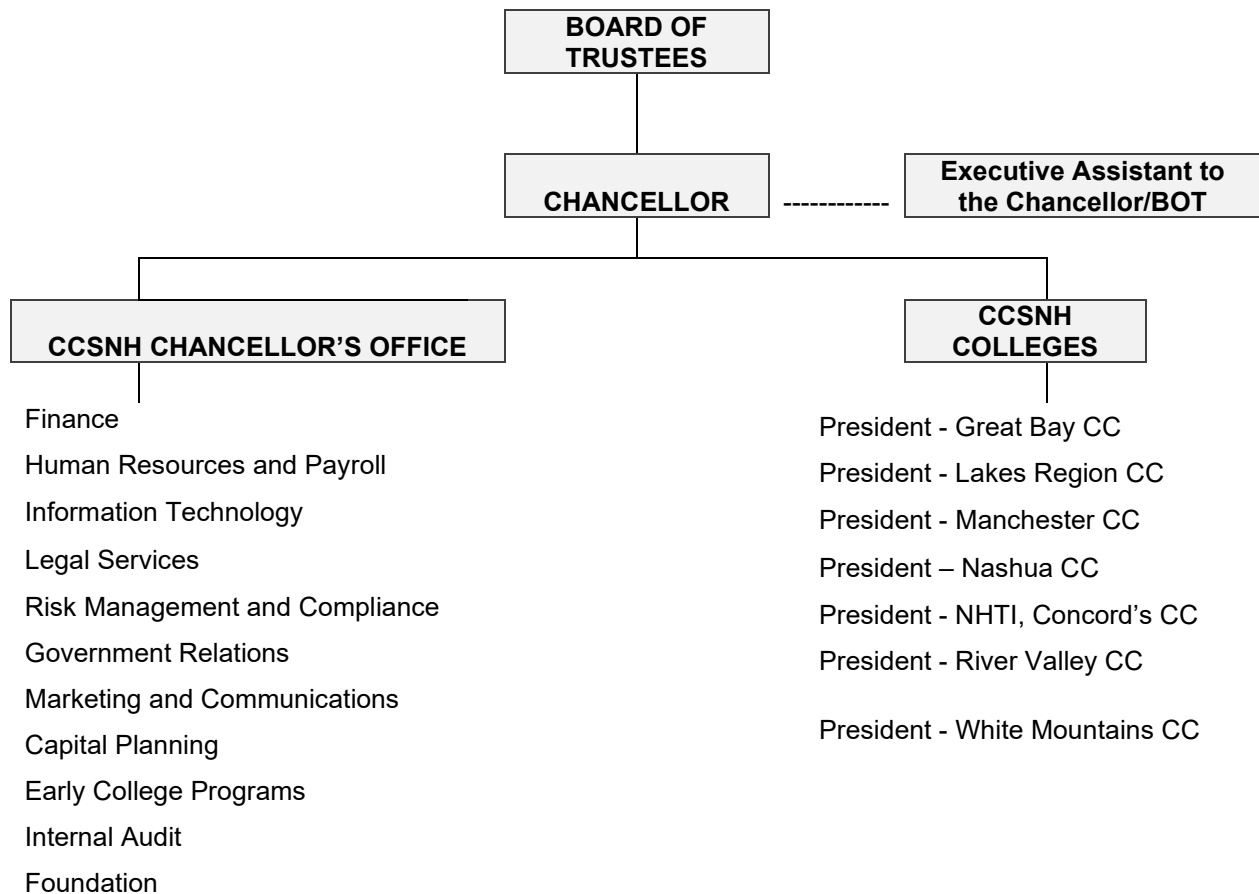 BOARD OF
TRUSTEES
CHANCELLOR
------------
Executive Assistant to
the Chancellor/BOT
CCSNH CHANCELLOR’S OFFICE
Finance
Human Resources and Payroll
Information Technology
Legal Services
Risk Management and Compliance
Government Relations
Marketing and Communications
Capital Planning
Early College Programs
Internal Audit
Foundation
CCSNH
COLLEGES
President - Great Bay CC
President - Lakes Region CC
President - Manchester CC
President – Nashua CC
President - NHTI, Concord’s CC
President - River Valley CC
President - White Mountains CC